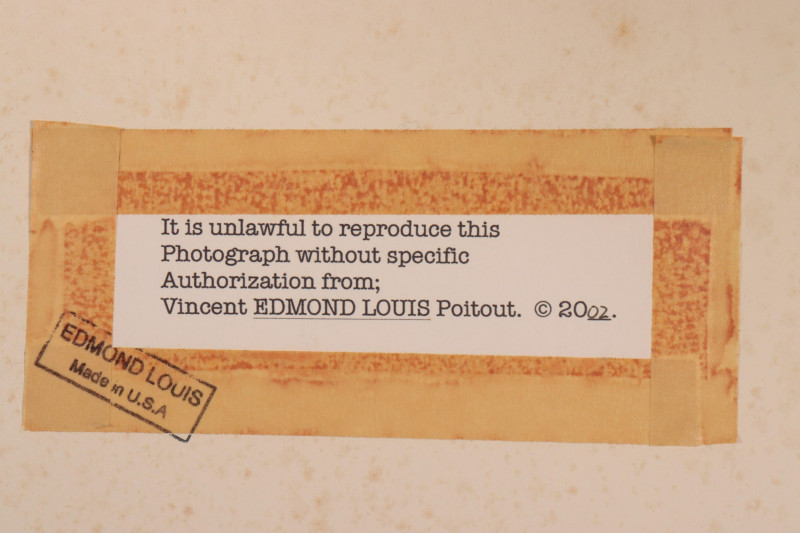 It is unlawful to reproduce this
Photograph without specific
Authorization from;
Vincent EDMOND LOUIS Poitout. © 2002.
EDMOND LOUIS
Made in U.S.A